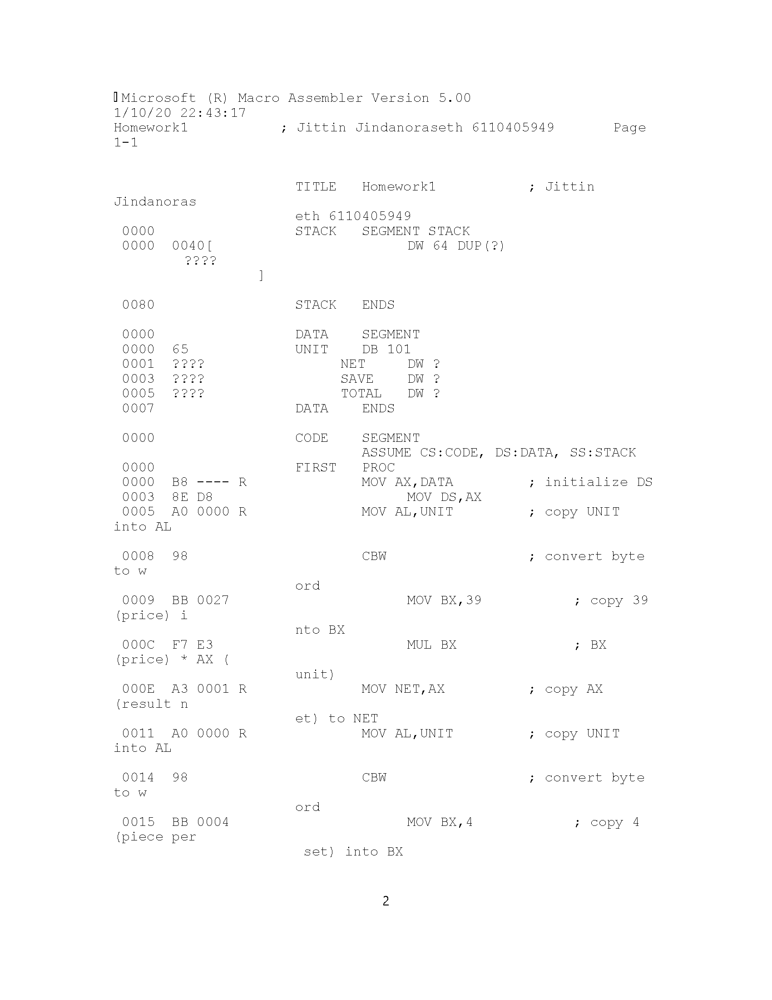 Microsoft (R) Macro Assembler Version 5.00
1/10/20 22:43:17
Homework1 ; Jittin Jindanoraseth 6110405949 Page
1-1
TITLE Homework1 ; Jittin
Jindanoras
eth 6110405949
0000 STACK SEGMENT STACK
0000 0040[ DW 64 DUP(?)
????
]
0080 STACK ENDS
0000 DATA SEGMENT
0000 65 UNIT DB 101
0001 ???? NET DW ?
0003 ???? SAVE DW ?
0005 ???? TOTAL DW ?
0007 DATA ENDS
0000 CODE SEGMENT
ASSUME CS:CODE, DS:DATA, SS:STACK
0000 FIRST PROC
0000 B8 ---- R MOV AX,DATA ; initialize DS
0003 8E D8 MOV DS,AX
0005 A0 0000 R MOV AL,UNIT ; copy UNIT
into AL
0008 98 CBW ; convert byte
to w
ord
0009 BB 0027 MOV BX,39 ; copy 39
(price) i
nto BX
000C F7 E3 MUL BX ; BX
(price) * AX (
unit)
000E A3 0001 R MOV NET,AX ; copy AX
(result n
et) to NET
0011 A0 0000 R MOV AL,UNIT ; copy UNIT
into AL
0014 98 CBW ; convert byte
to w
ord
0015 BB 0004 MOV BX,4 ; copy 4
(piece per
set) into BX
2